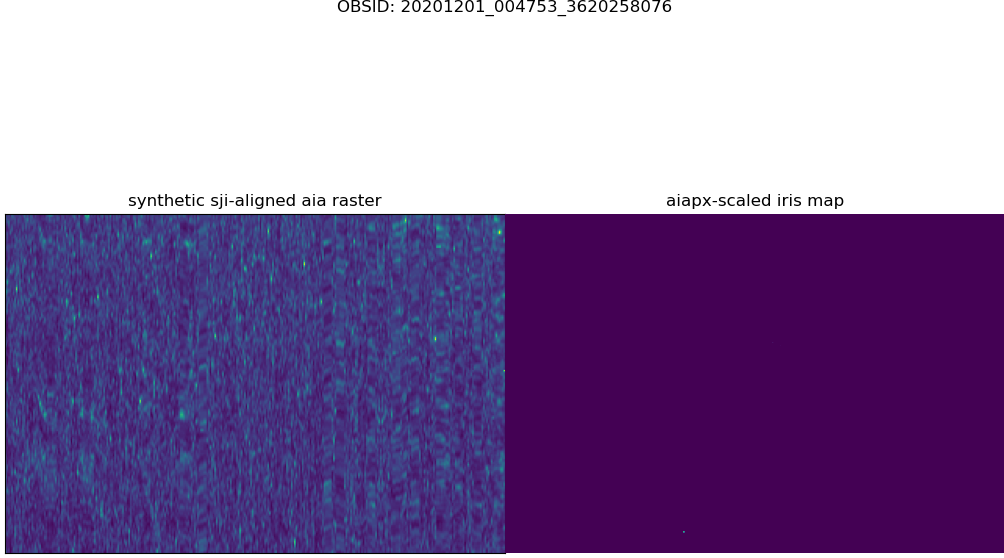 OBSID: 20201201_004753_3620258076
synthetic sji-aligned aia raster
aiapx-scaled iris map